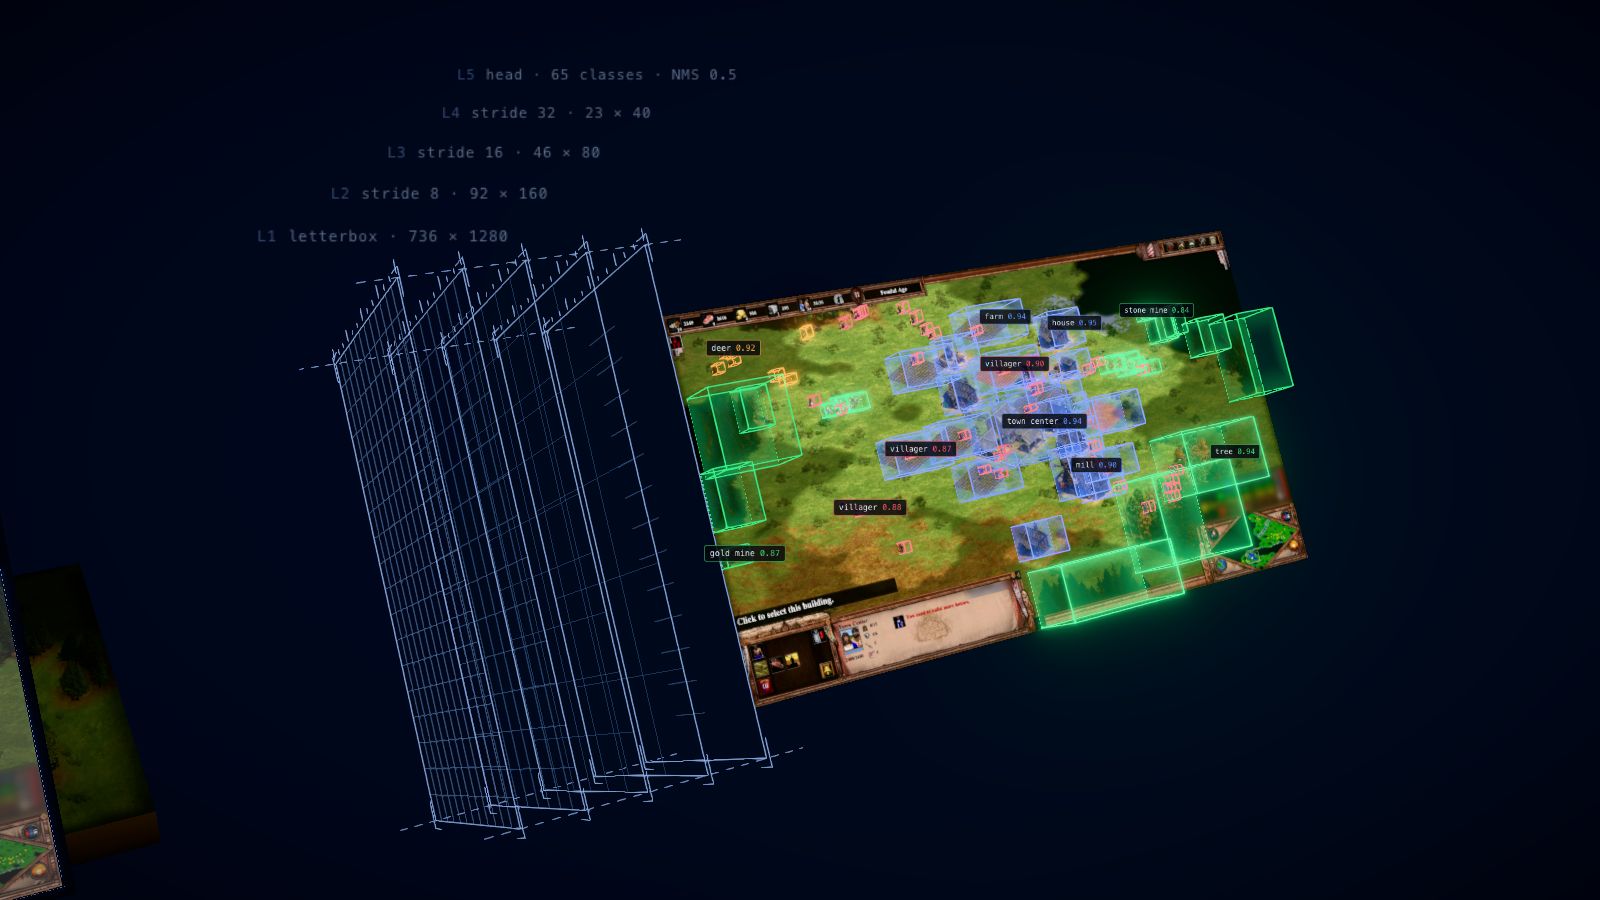 L5 head · 65 classes · NMS 0.5
L4 stride 32 · 23 × 40
L3 stride 16 · 46 × 80
L2 stride 8 · 92 × 160
L1 letterbox · 736 × 1280
Feudal Age
stone mine 0.84
farm 0.94
house 0.95
deer 0.92
villager 0.90
town center 0.94
villager 0.87
tree 0.94
mill 0.90
villager 0.88
gold mine 0.87
Click to select this building.
Town Center